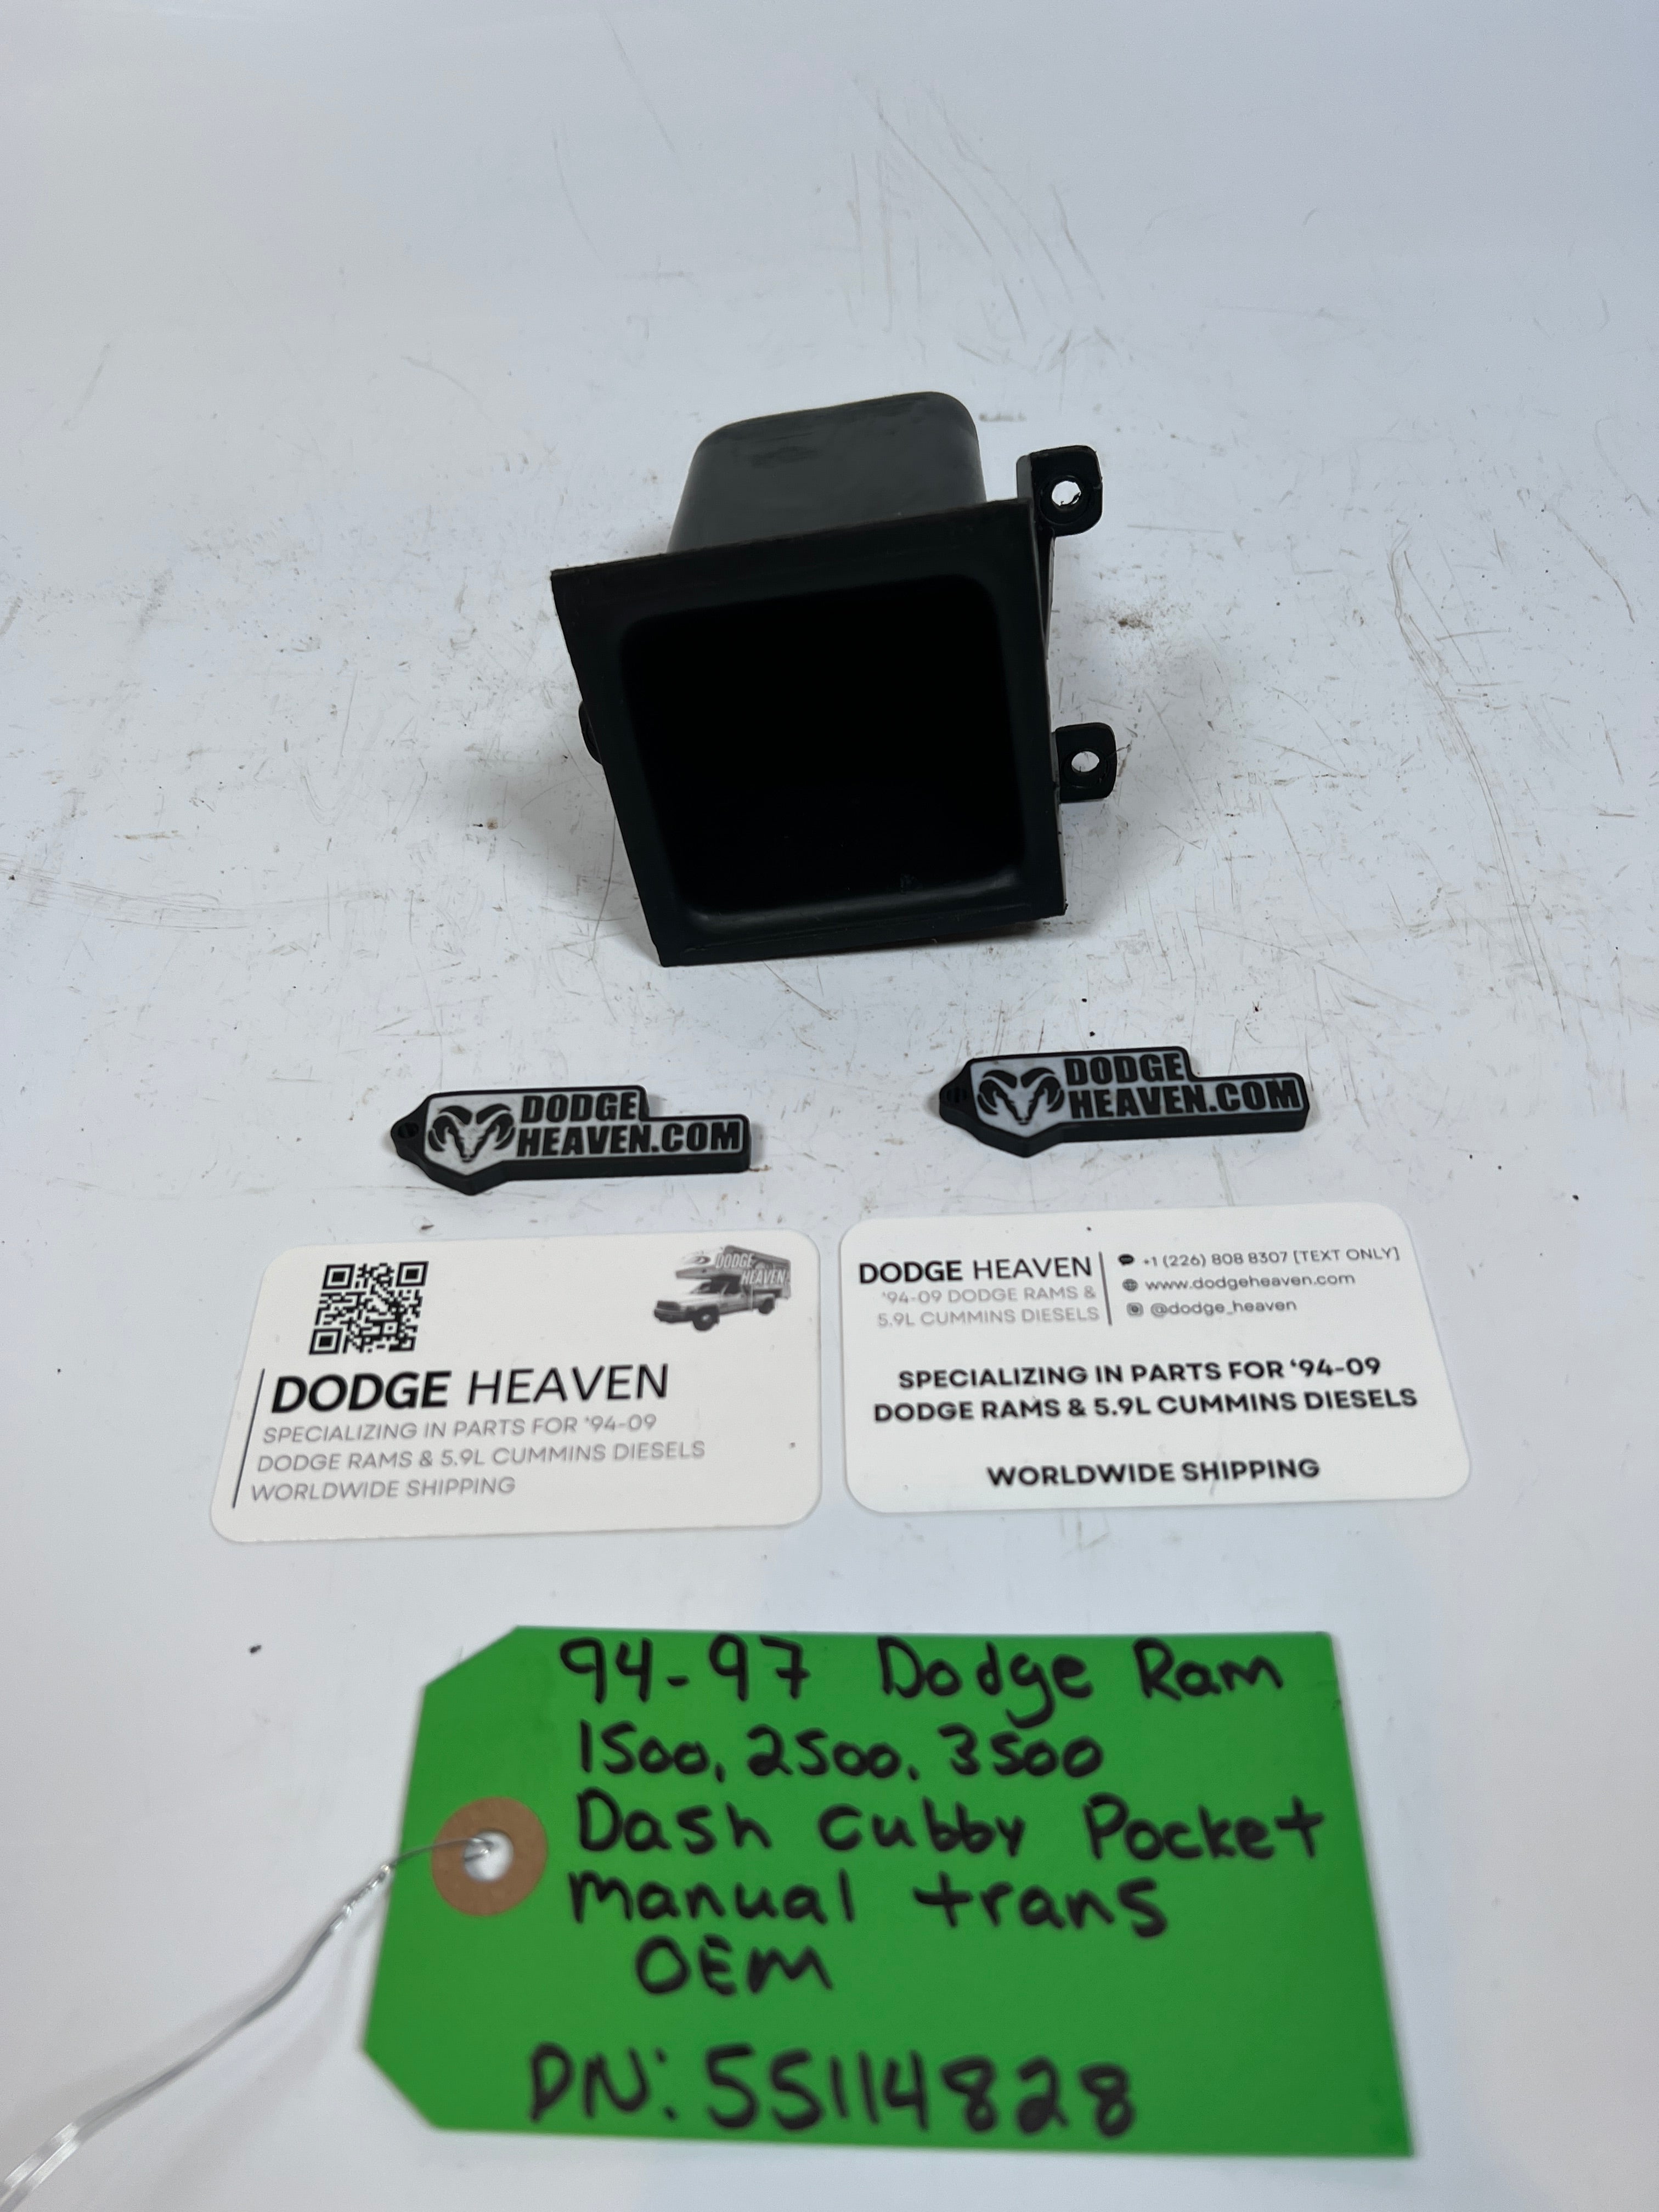 DODGE
HEAVEN.COM
DODGE
HEAVEN.COM
DODGE
HEAVEN
DODGE HEAVEN
SPECIALIZING IN PARTS FOR '94-09
DODGE RAMS & 5.9L CUMMINS DIESELS
WORLDWIDE SHIPPING
DODGE HEAVEN
'94-09 DODGE RAMS &
5.9L CUMMINS DIESELS
+1 (226) 808 8307 [TEXT ONLY]
www.dodgeheaven.com
@dodge_heaven
SPECIALIZING IN PARTS FOR '94-09
DODGE RAMS & 5.9L CUMMINS DIESELS
WORLDWIDE SHIPPING
94-97 Dodge Ram
1500, 2500, 3500
Dash cubby Pocket
manual trans
OEM
PN: 55114828